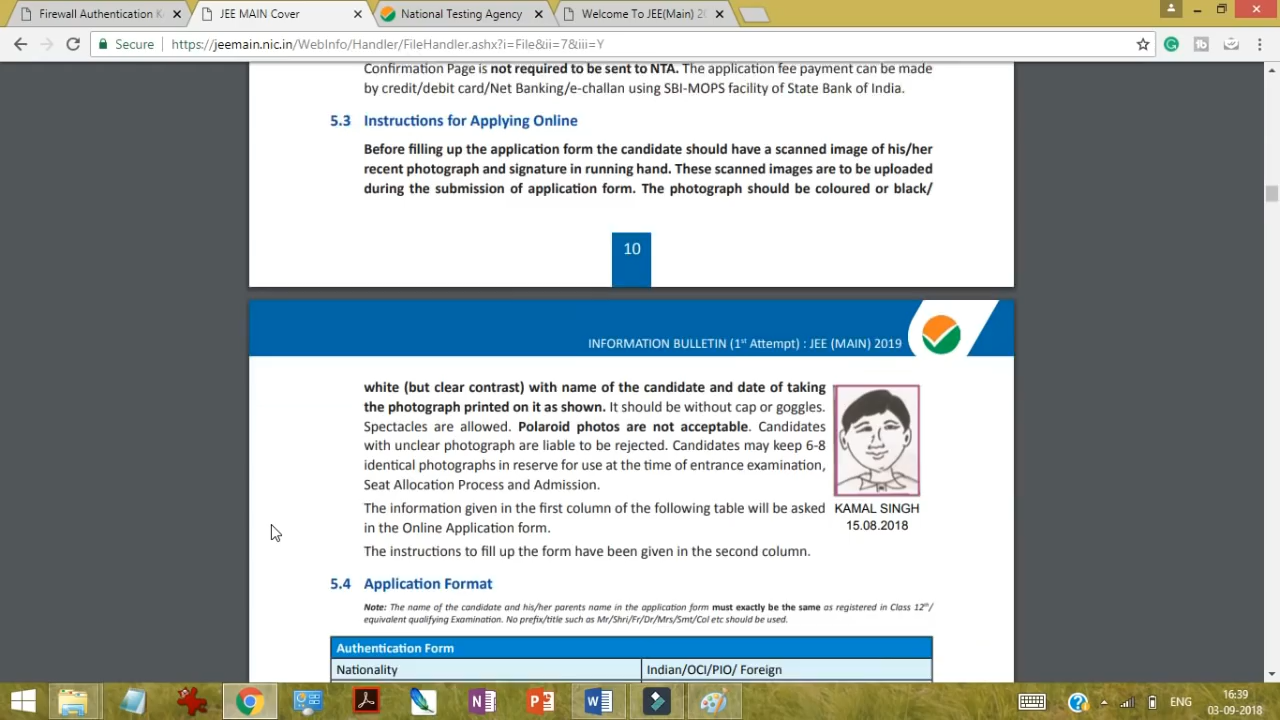 Firewall Authentication K
JEE MAIN Cover
National Testing Agency
Welcome To JEE(Main) 20
Secure
https://jeemain.nic.in/WebInfo/Handler/FileHandler.ashx?i=File&ii=7&iii=Y
Confirmation Page is not required to be sent to NTA. The application fee payment can be made
by credit/debit card/Net Banking/e-challan using SBI-MOPS facility of State Bank of India.
5.3 Instructions for Applying Online
Before filling up the application form the candidate should have a scanned image of his/her
recent photograph and signature in running hand. These scanned images are to be uploaded
during the submission of application form. The photograph should be coloured or black/
10
INFORMATION BULLETIN (1st Attempt) : JEE (MAIN) 2019
white (but clear contrast) with name of the candidate and date of taking
the photograph printed on it as shown. It should be without cap or goggles.
Spectacles are allowed. Polaroid photos are not acceptable. Candidates
with unclear photograph are liable to be rejected. Candidates may keep 6-8
identical photographs in reserve for use at the time of entrance examination,
Seat Allocation Process and Admission.
KAMAL SINGH
15.08.2018
The information given in the first column of the following table will be asked
in the Online Application form.
The instructions to fill up the form have been given in the second column.
5.4 Application Format
Note: The name of the candidate and his/her parents name in the application form must exactly be the same as registered in Class 12th/
equivalent qualifying Examination. No prefix/title such as Mr/Shri/Fr/Dr/Mrs/Smt/Col etc should be used.
Authentication Form
Nationality Indian/OCI/PIO/ Foreign
ENG
16:39
03-09-2018